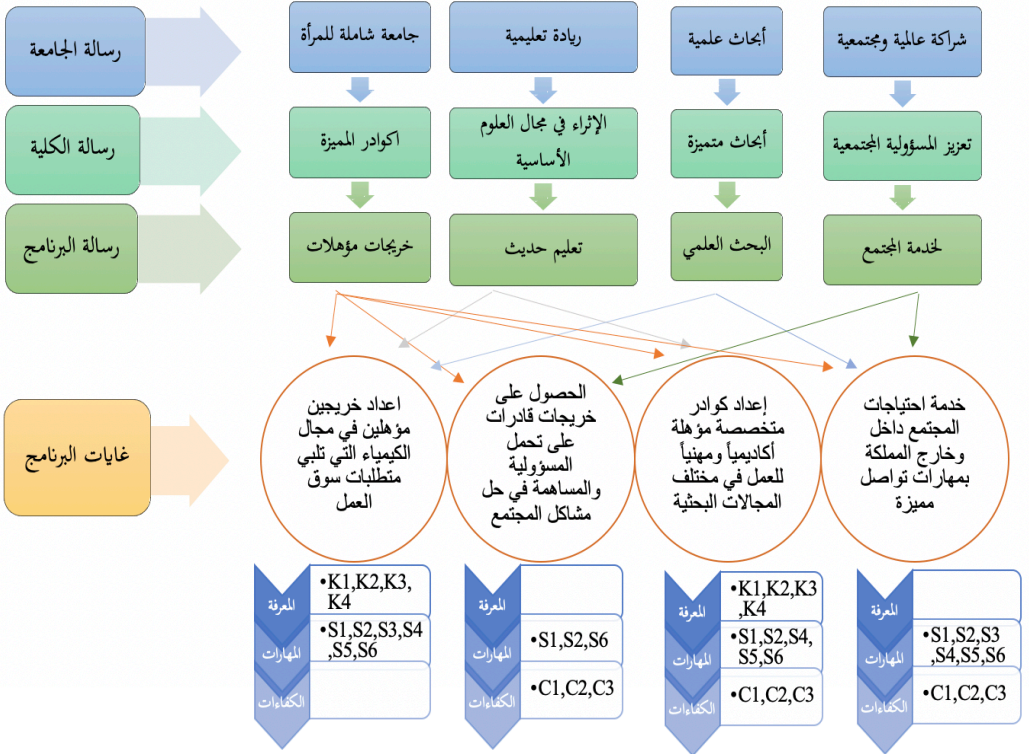 رسالة الجامعة
جامعة شاملة للمرأة
ريادة تعليمية
أبحاث علمية
شراكة عالمية ومجتمعية
رسالة الكلية
اكوادر المميزة
الإثراء في مجال العلوم
الأساسية
أبحاث متميزة
تعزيز المسؤولية المجتمعية
رسالة البرنامج
خريجات مؤهلات
تعليم حديث
البحث العلمي
لخدمة المجتمع
غايات البرنامج
اعداد خريجين
مؤهلين في مجال
الكيمياء التي تلبي
متطلبات سوق
العمل
الحصول على
خريجات قادرات
على تحمل
المسؤولية
والمساهمة في حل
مشاكل المجتمع
إعداد كوادر
متخصصة مؤهلة
أكاديمياً ومهنياً
للعمل في مختلف
المجالات البحثية
خدمة احتياجات
المجتمع داخل
وخارج المملكة
بمهارات تواصل
مميزة
المعرفة
•K1,K2,K3,
K4
المهارات
•S1,S2,S3,S4
,S5,S6
الكفاءات
المعرفة
المهارات
•S1,S2,S6
الكفاءات
•C1,C2,C3
المعرفة
•K1,K2,K3
,K4
المهارات
•S1,S2,S4,
S5,S6
الكفاءات
•C1,C2,C3
المعرفة
المهارات
•S1,S2,S3
,S4,S5,S6
الكفاءات
•C1,C2,C3